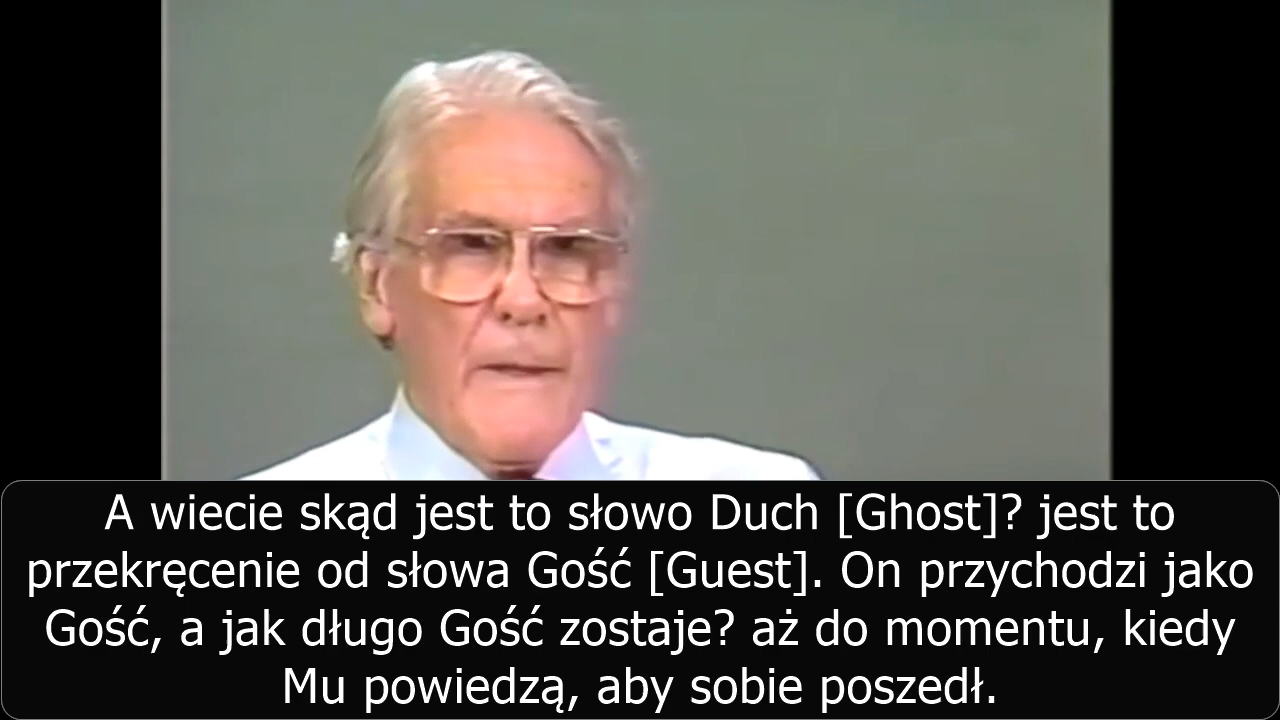 A wiecie skąd jest to słowo Duch [Ghost]? jest to
przekręcenie od słowa Gość [Guest]. On przychodzi jako
Gość, a jak długo Gość zostaje? aż do momentu, kiedy
Mu powiedzą, aby sobie poszedł.